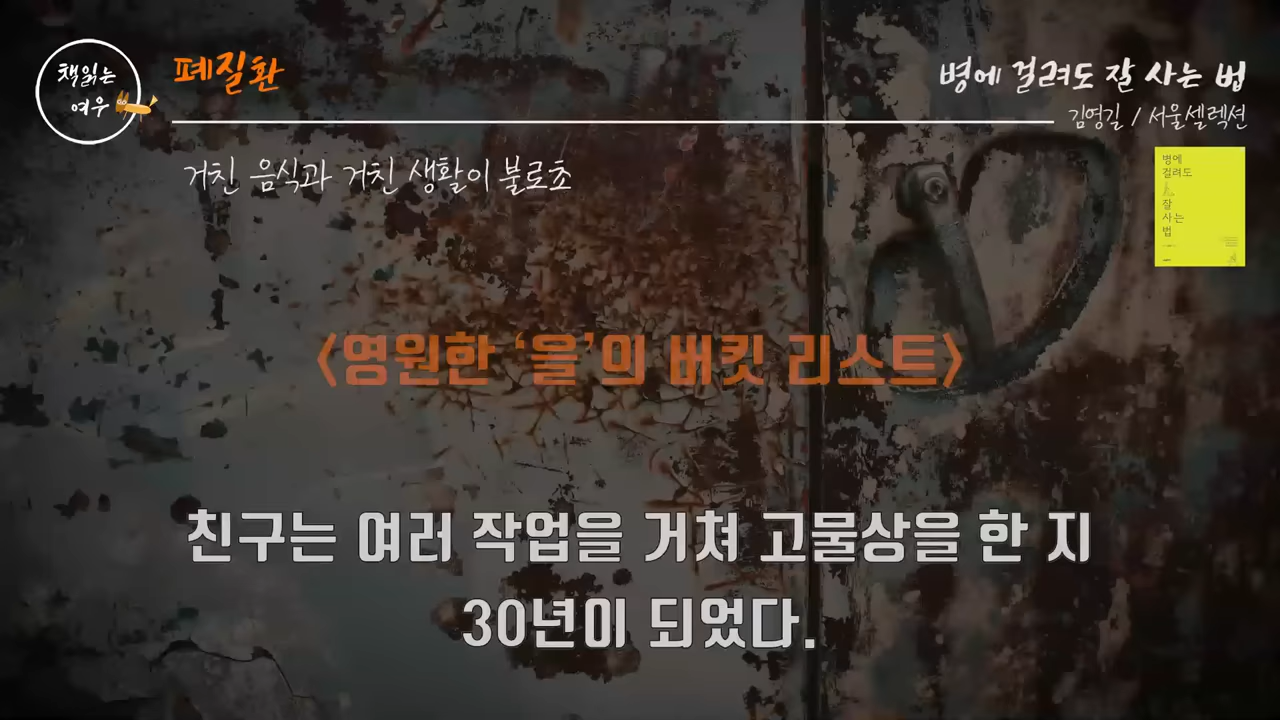 책읽는
여우
폐질환
병에 걸려도 잘 사는 법
김영길 / 서울셀렉션
거친 음식과 거친 생활이 불로초
병에
걸려도
잘
사는
법
<영원한 ‘을’의 버킷 리스트>
친구는 여러 작업을 거쳐 고물상을 한 지
30년이 되었다.